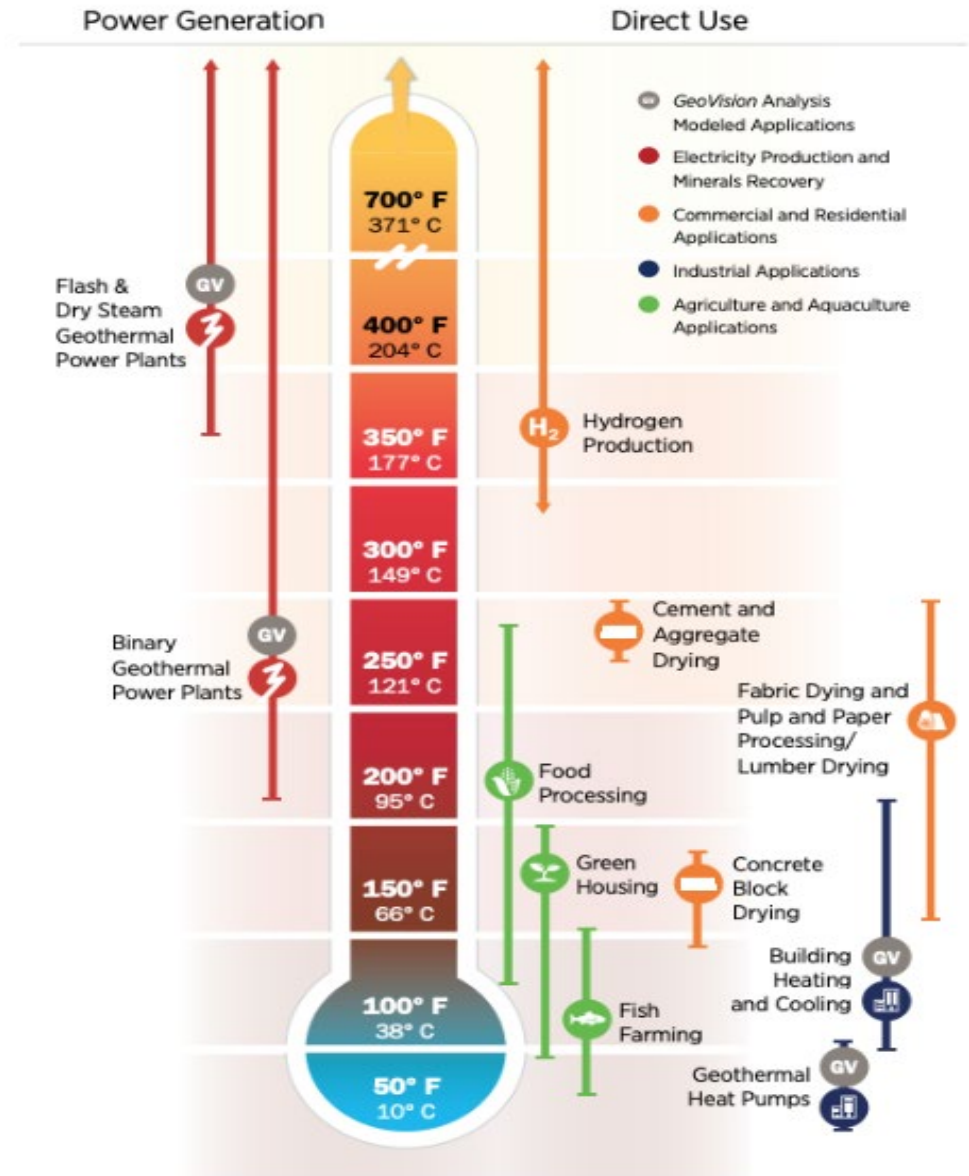 Power Generation
Direct Use
GV
GeoVision Analysis
Modeled Applications
Electricity Production and
Minerals Recovery
Commercial and Residential
Applications
Industrial Applications
Agriculture and Aquaculture
Applications
700° F
371° C
GV
Flash &
Dry Steam
Geothermal
Power Plants
400° F
204° C
350° F
177° C
H₂
Hydrogen
Production
300° F
149° C
GV
Binary
Geothermal
Power Plants
250° F
121° C
Cement and
Aggregate
Drying
Fabric Dying and
Pulp and Paper
Processing/
Lumber Drying
200° F
95° C
Food
Processing
150° F
66° C
Green
Housing
Concrete
Block
Drying
Building
Heating
and Cooling
GV
100° F
38° C
Fish
Farming
50° F
10° C
Geothermal
Heat Pumps
GV